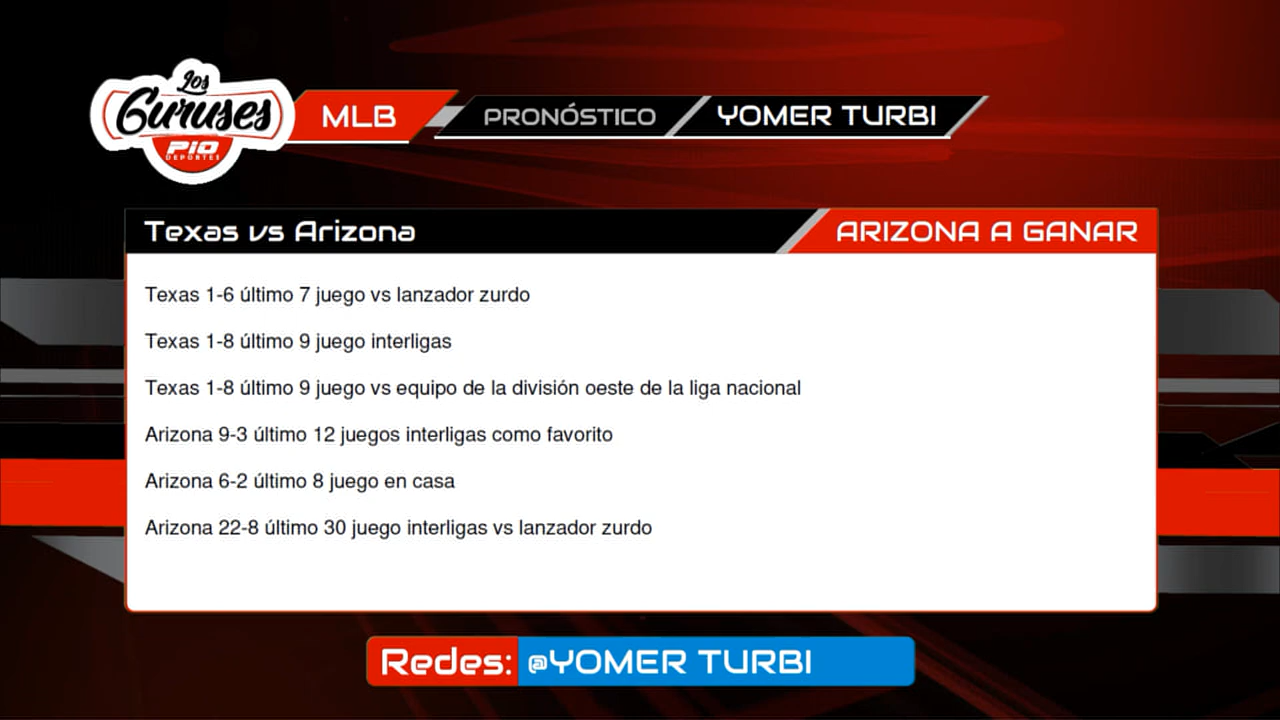 Los
Guruses
PIO
DEPORTES
MLB
PRONÓSTICO
YOMER TURBI
Texas vs Arizona
ARIZONA A GANAR
Texas 1-6 último 7 juego vs lanzador zurdo
Texas 1-8 último 9 juego interligas
Texas 1-8 último 9 juego vs equipo de la división oeste de la liga nacional
Arizona 9-3 último 12 juegos interligas como favorito
Arizona 6-2 último 8 juego en casa
Arizona 22-8 último 30 juego interligas vs lanzador zurdo
Redes: @YOMER TURBI